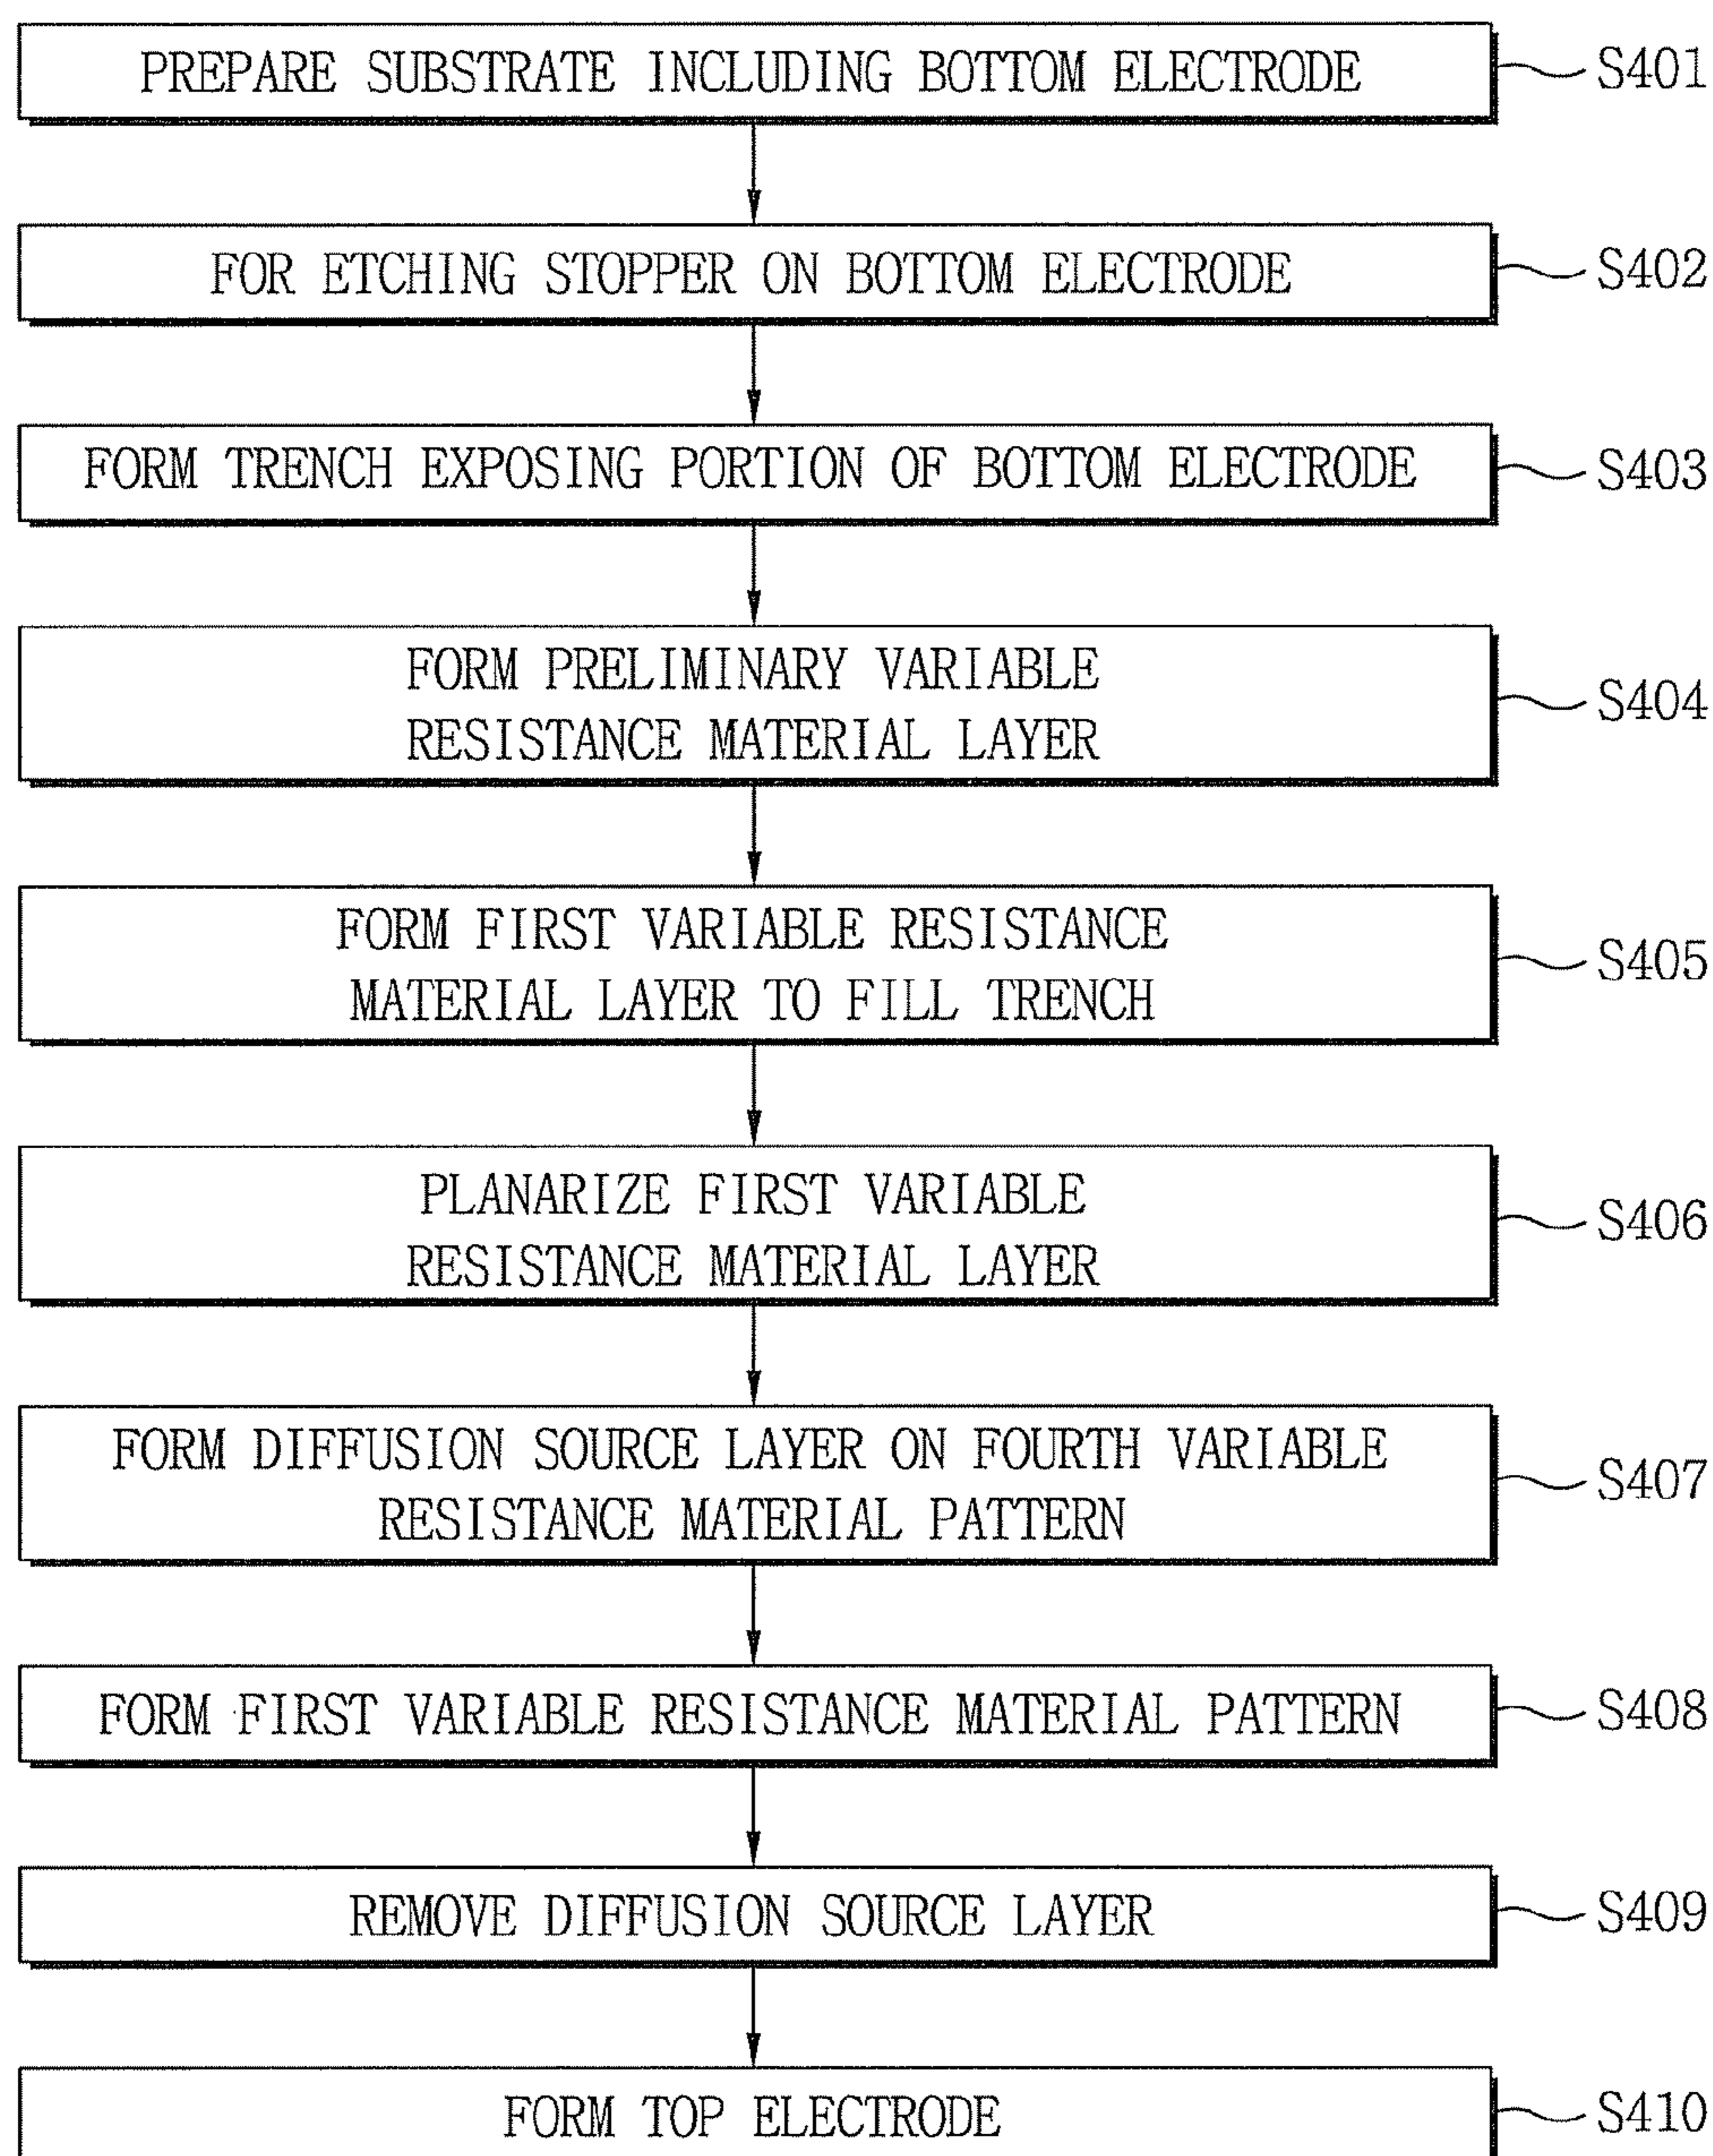 PREPARE SUBSTRATE INCLUDING BOTTOM ELECTRODE S401
FOR ETCHING STOPPER ON BOTTOM ELECTRODE S402
FORM TRENCH EXPOSING PORTION OF BOTTOM ELECTRODE S403
FORM PRELIMINARY VARIABLE
RESISTANCE MATERIAL LAYER
S404
FORM FIRST VARIABLE RESISTANCE
MATERIAL LAYER TO FILL TRENCH
S405
PLANARIZE FIRST VARIABLE
RESISTANCE MATERIAL LAYER
S406
FORM DIFFUSION SOURCE LAYER ON FOURTH VARIABLE
RESISTANCE MATERIAL PATTERN
S407
FORM FIRST VARIABLE RESISTANCE MATERIAL PATTERN S408
REMOVE DIFFUSION SOURCE LAYER S409
FORM TOP ELECTRODE S410